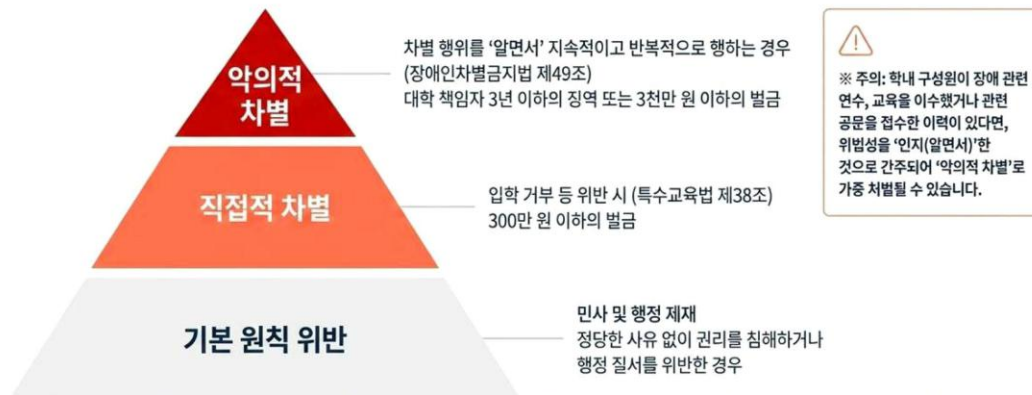 악의적
차별
차별 행위를 ‘알면서’ 지속적이고 반복적으로 행하는 경우
(장애인차별금지법 제49조)
대학 책임자 3년 이하의 징역 또는 3천만 원 이하의 벌금
※ 주의: 학내 구성원이 장애 관련
연수, 교육을 이수했거나 관련
공문을 접수한 이력이 있다면,
위법성을 ‘인지(알면서)’한
것으로 간주되어 ‘악의적 차별’로
가중 처벌될 수 있습니다.
직접적 차별
입학 거부 등 위반 시 (특수교육법 제38조)
300만 원 이하의 벌금
기본 원칙 위반
민사 및 행정 제재
정당한 사유 없이 권리를 침해하거나
행정 질서를 위반한 경우